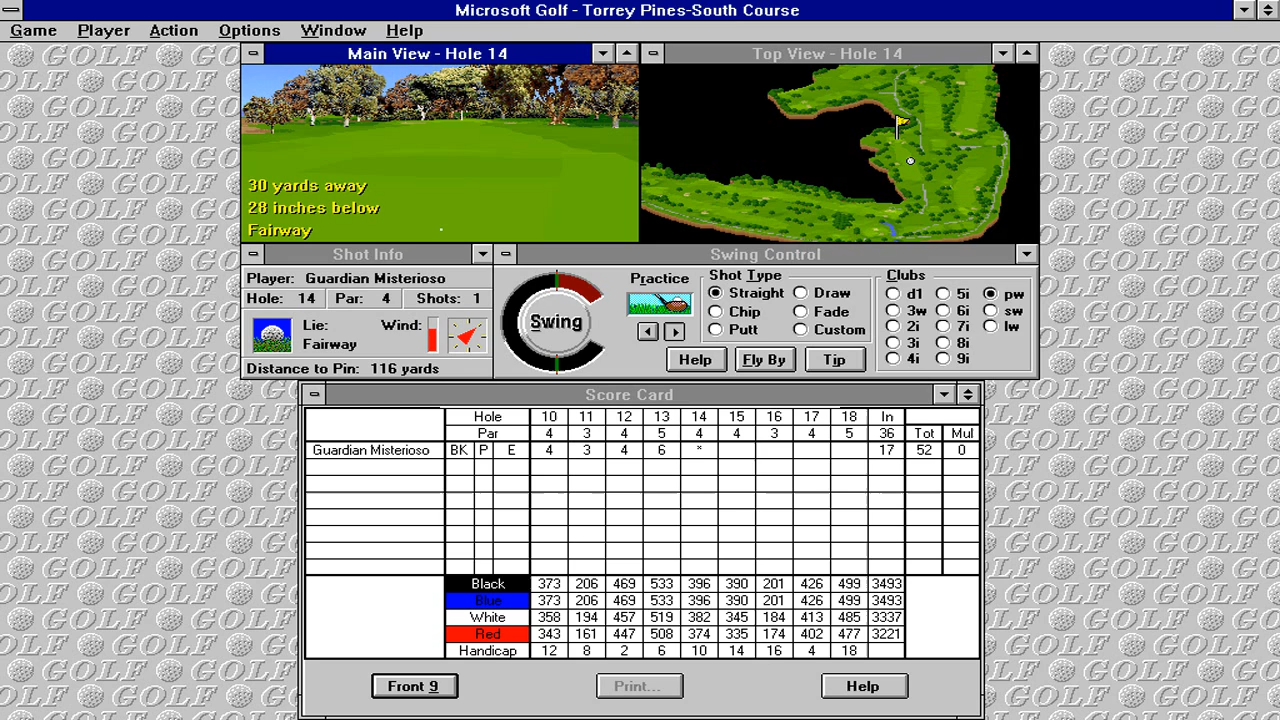 Microsoft Golf - Torrey Pines-South Course
Game Player Action Options Window Help
Main View - Hole 14
30 yards away
28 inches below
Fairway
Top View - Hole 14
Shot Info
Player: Guardian Misterioso
Hole: 14 Par: 4 Shots: 1
Lie: Wind:
Fairway
Distance to Pin: 116 yards
Swing Control
Swing
Practice
Shot Type
Straight Draw
Chip Fade
Putt Custom
Help Fly By Tip
Clubs
d1 5i pw
3w 6i sw
2i 7i lw
3i 8i
4i 9i
Score Card
Hole 10 11 12 13 14 15 16 17 18 In
Par 4 3 4 5 4 4 3 4 5 36 Tot Mul
Guardian Misterioso BK P E 4 3 4 6 * 17 52 0
Black 373 206 469 533 396 390 201 426 499 3493
Blue 373 206 469 533 396 390 201 426 499 3493
White 358 194 457 519 382 345 184 413 485 3337
Red 343 161 447 508 374 335 174 402 477 3221
Handicap 12 8 2 6 10 14 16 4 18
Front 9 Print... Help
GOLF